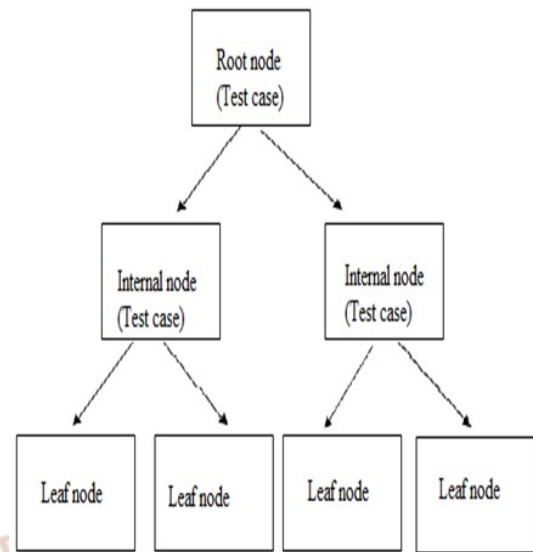 Root node
(Test case)
Internal node
(Test case)
Internal node
(Test case)
Leaf node
Leaf node
Leaf node
Leaf node